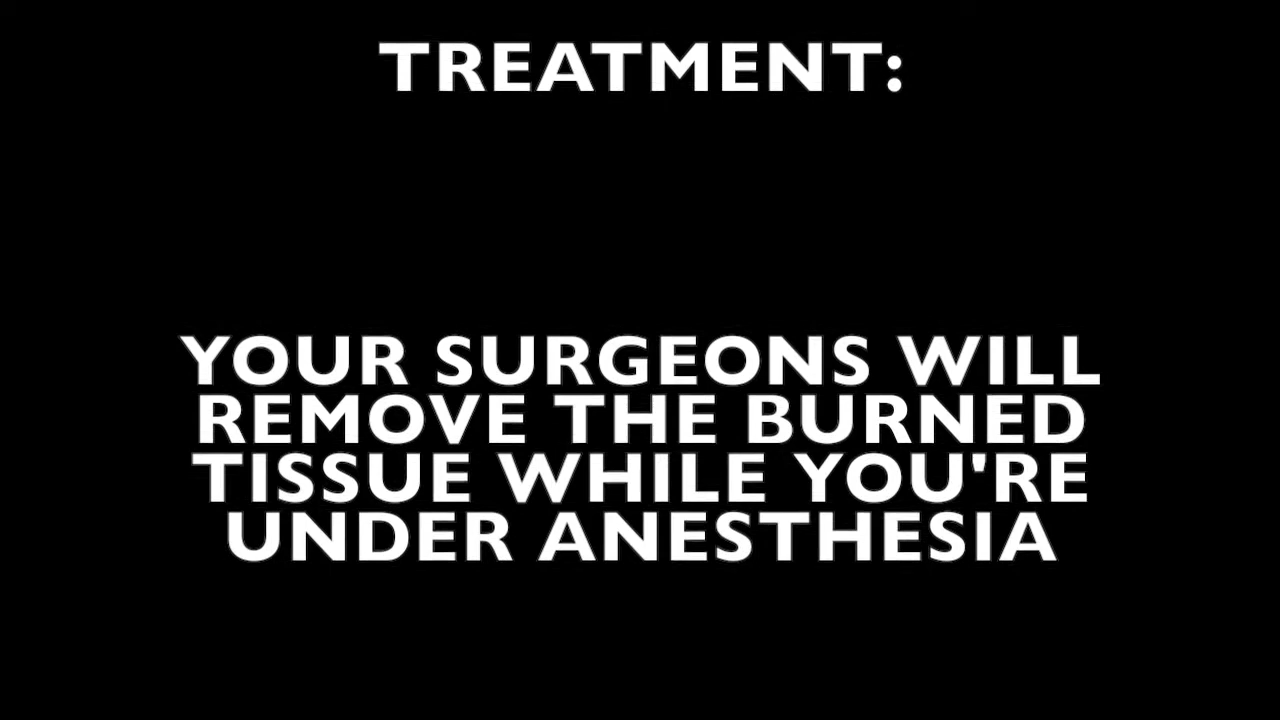 TREATMENT:
YOUR SURGEONS WILL
REMOVE THE BURNED
TISSUE WHILE YOU'RE
UNDER ANESTHESIA